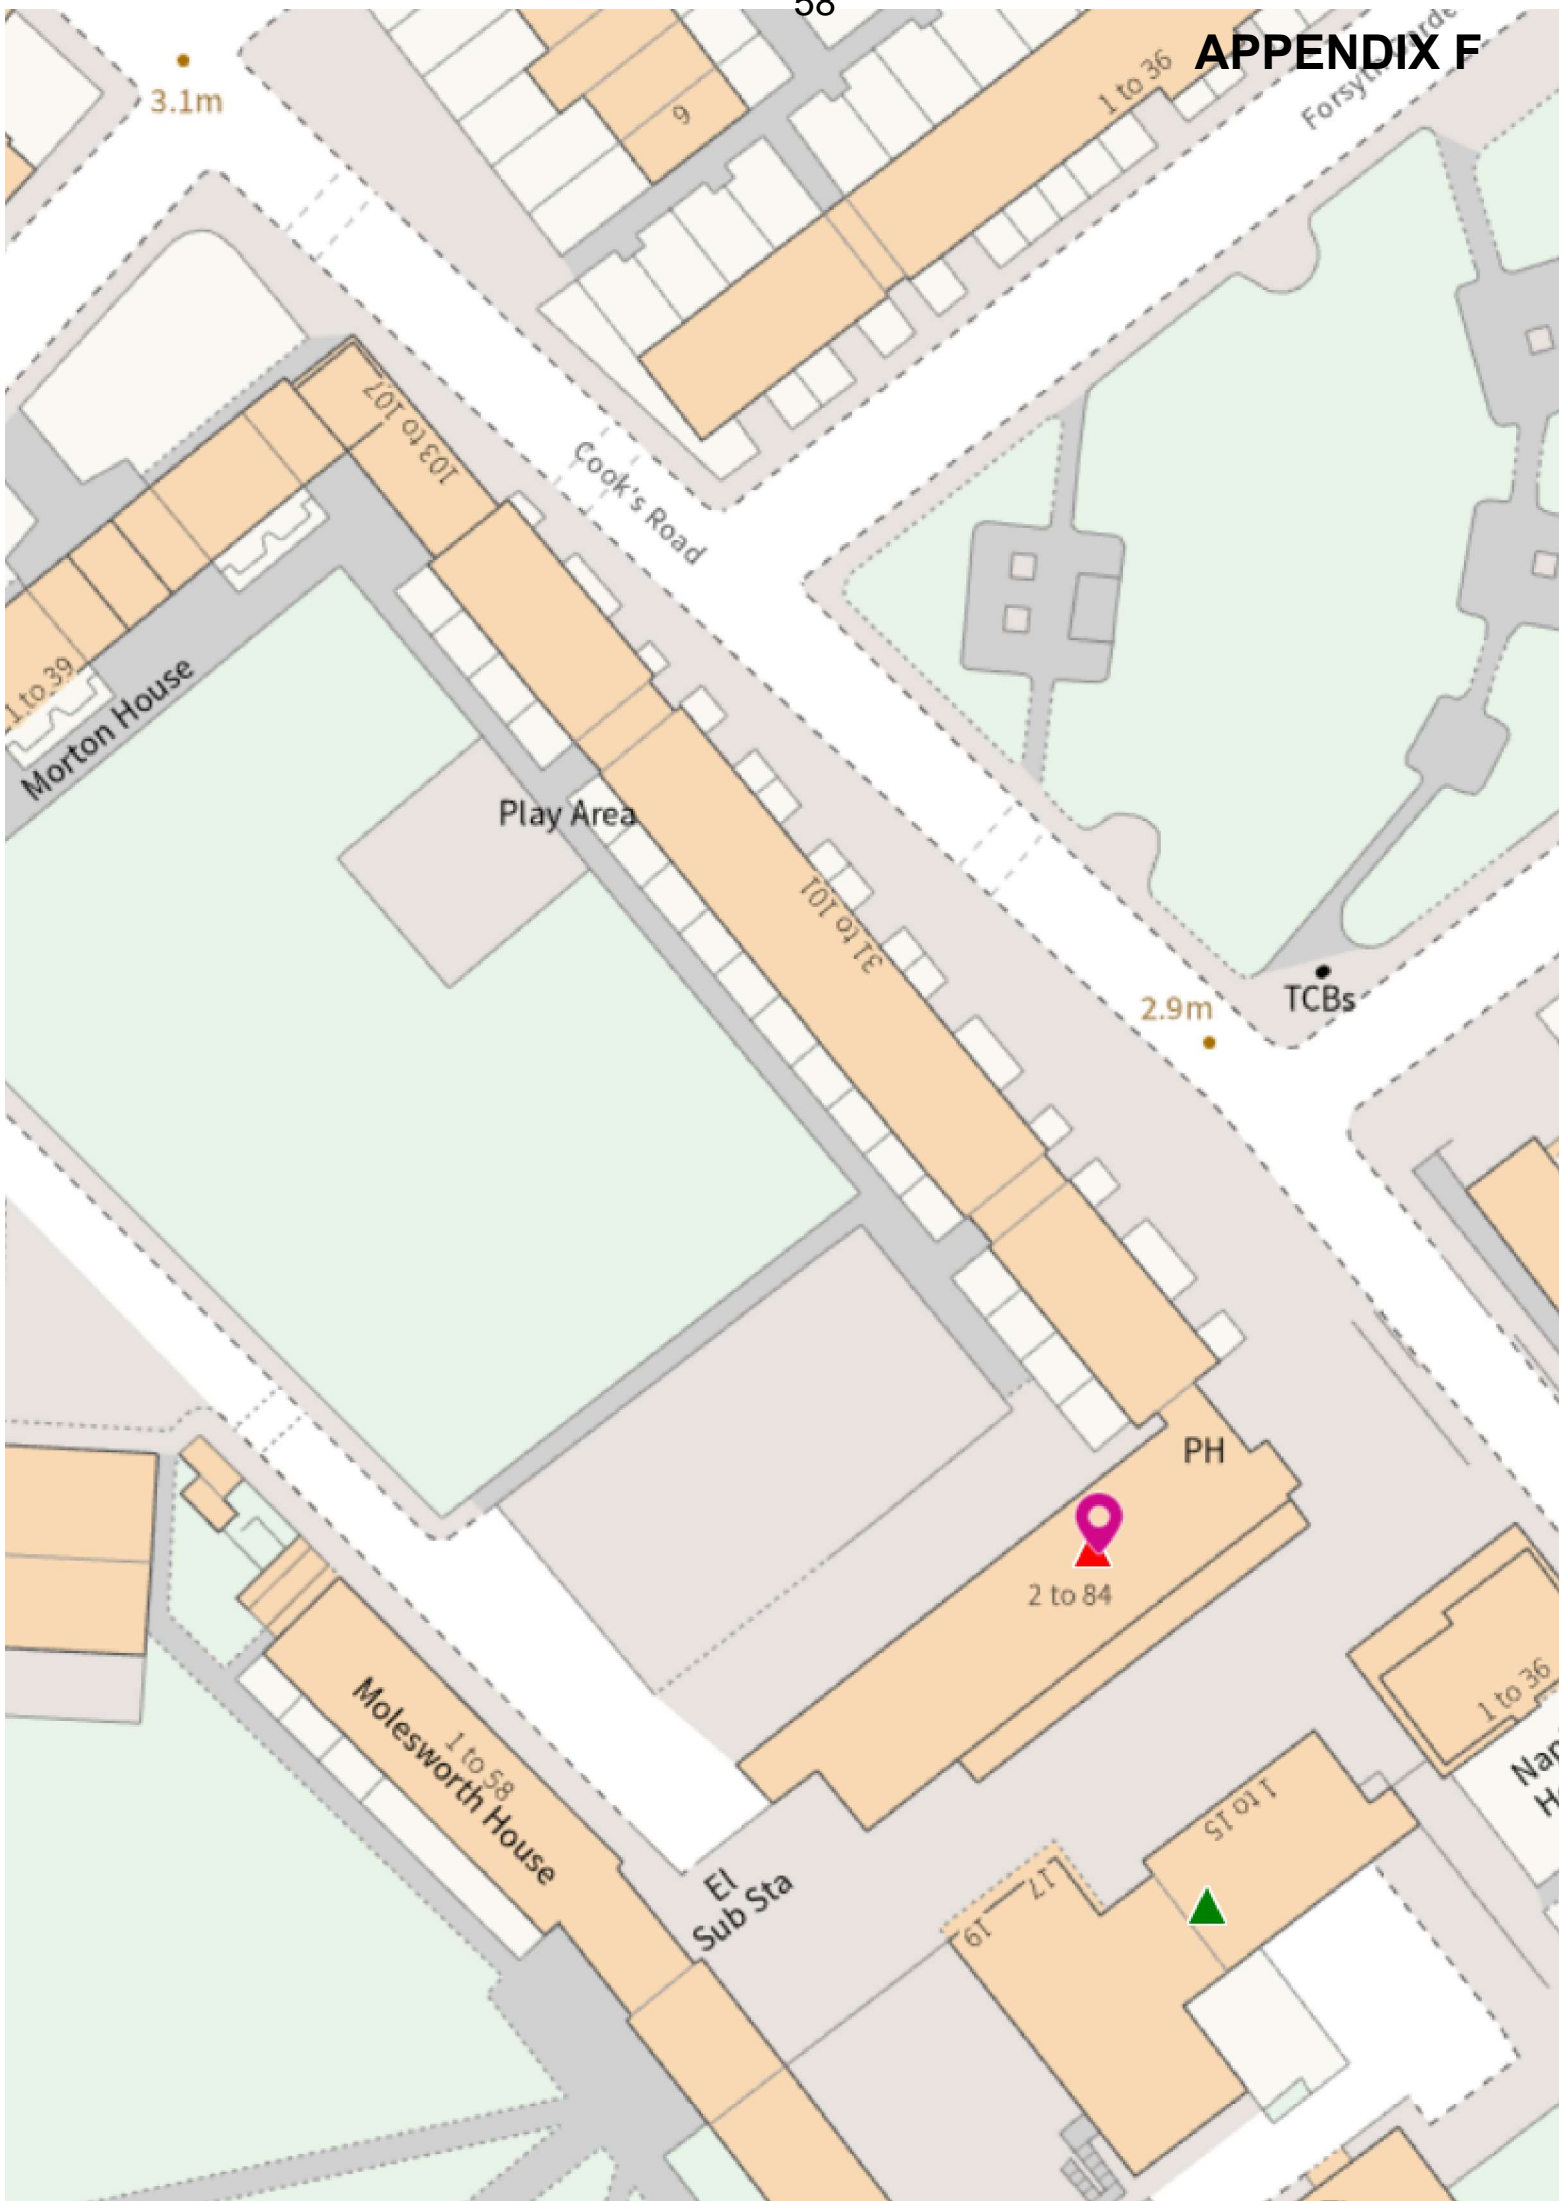 58
APPENDIX F
3.1m
9
1 to 36
103 to 107
Cook's Road
1 to 39
Morton House
Play Area
31 to 101
2.9m
TCBs
PH
2 to 84
1 to 58
Molesworth House
1 to 36
1 to 15
El
Sub Sta
17
19